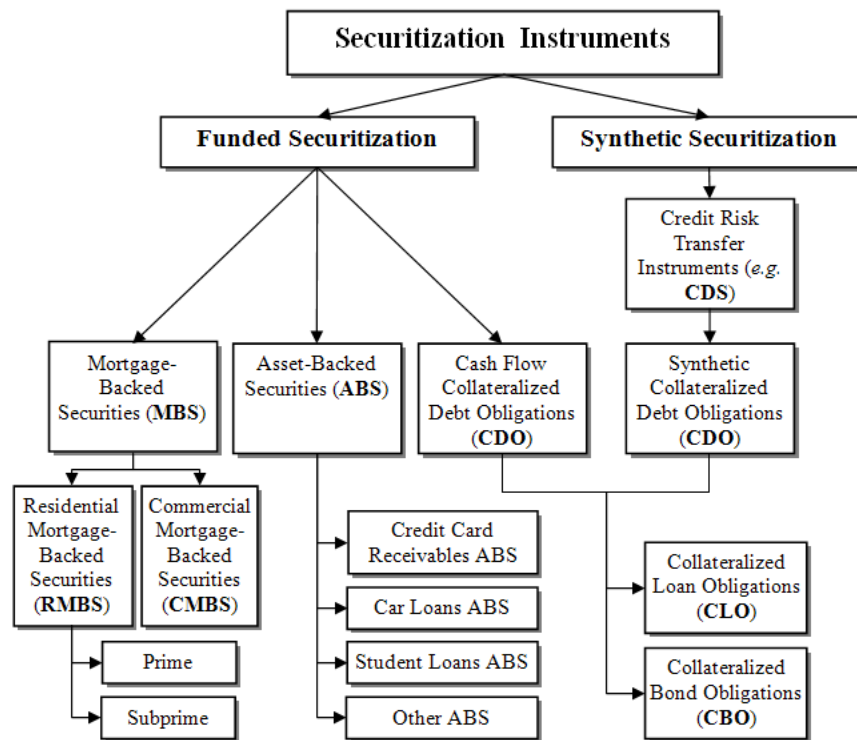 Securitization Instruments
Funded Securitization
Synthetic Securitization
Credit Risk
Transfer
Instruments (e.g.
CDS)
Mortgage-
Backed
Securities (MBS)
Asset-Backed
Securities (ABS)
Cash Flow
Collateralized
Debt Obligations
(CDO)
Synthetic
Collateralized
Debt Obligations
(CDO)
Residential
Mortgage-
Backed
Securities
(RMBS)
Commercial
Mortgage-
Backed
Securities
(CMBS)
Credit Card
Receivables ABS
Car Loans ABS
Student Loans ABS
Other ABS
Collateralized
Loan Obligations
(CLO)
Collateralized
Bond Obligations
(CBO)
Prime
Subprime